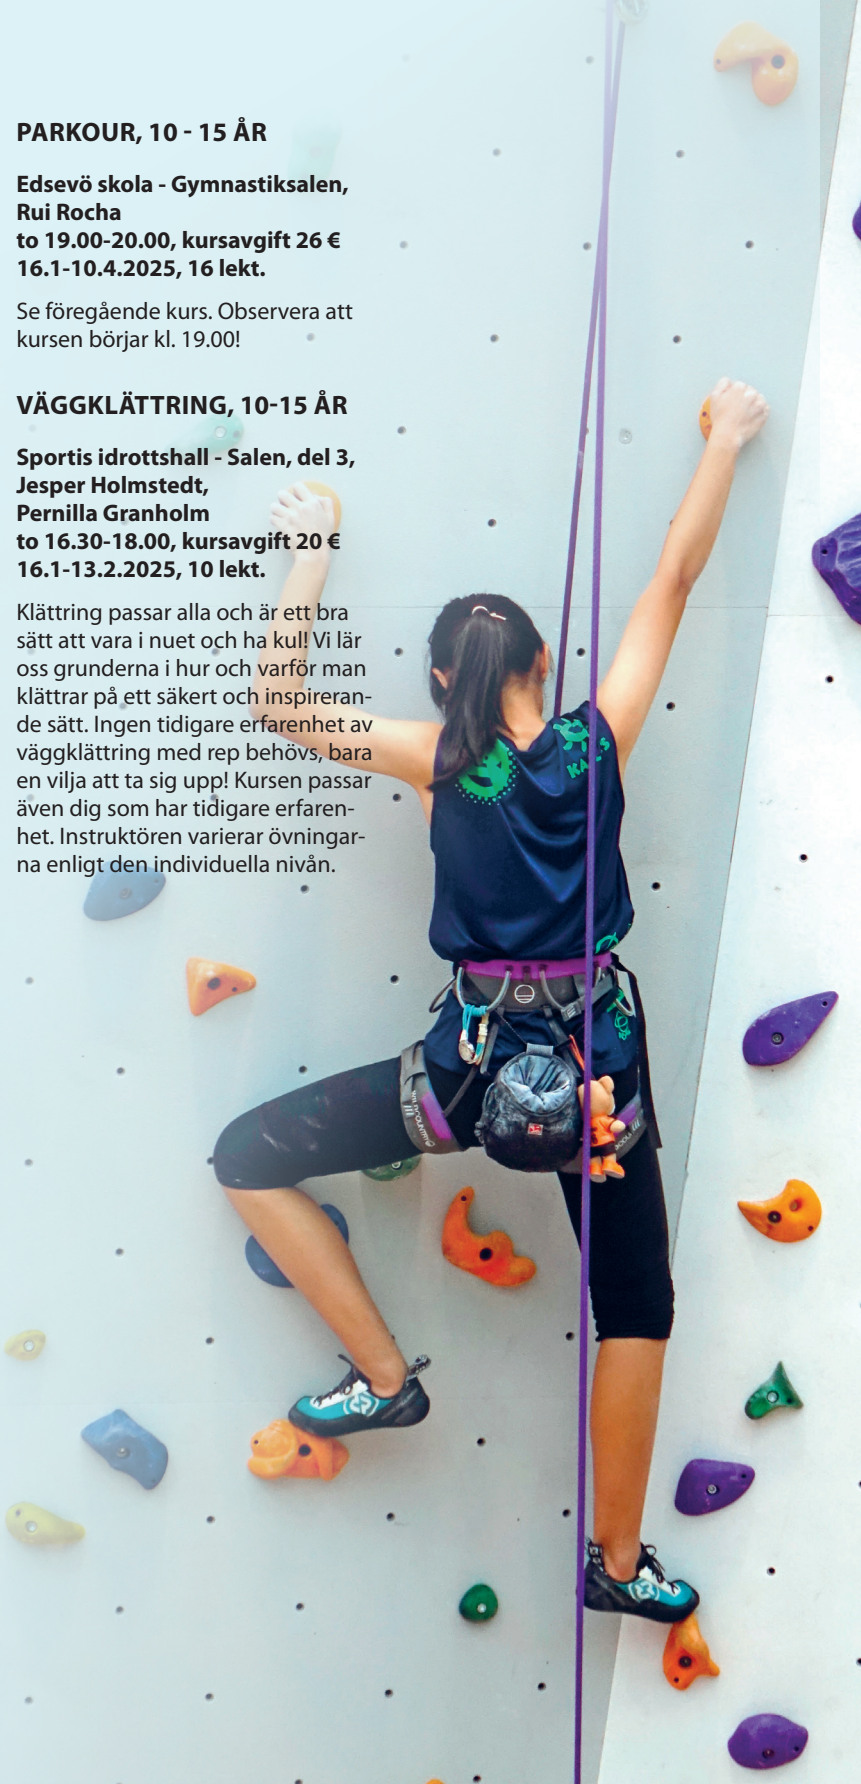 PARKOUR, 10 - 15 ÅR
Edsevö skola - Gymnastiksalen,
Rui Rocha
to 19.00-20.00, kursavgift 26 €
16.1-10.4.2025, 16 lekt.
Se föregående kurs. Observera att
kursen börjar kl. 19.00!
VÄGGKLÄTTRING, 10-15 ÅR
Sportis idrottshall - Salen, del 3,
Jesper Holmstedt,
Pernilla Granholm
to 16.30-18.00, kursavgift 20 €
16.1-13.2.2025, 10 lekt.
Klättring passar alla och är ett bra
sätt att vara i nuet och ha kul! Vi lär
oss grunderna i hur och varför man
klättrar på ett säkert och inspireran-
de sätt. Ingen tidigare erfarenhet av
väggklättring med rep behövs, bara
en vilja att ta sig upp! Kursen passar
även dig som har tidigare erfaren-
het. Instruktören varierar övningar-
na enligt den individuella nivån.